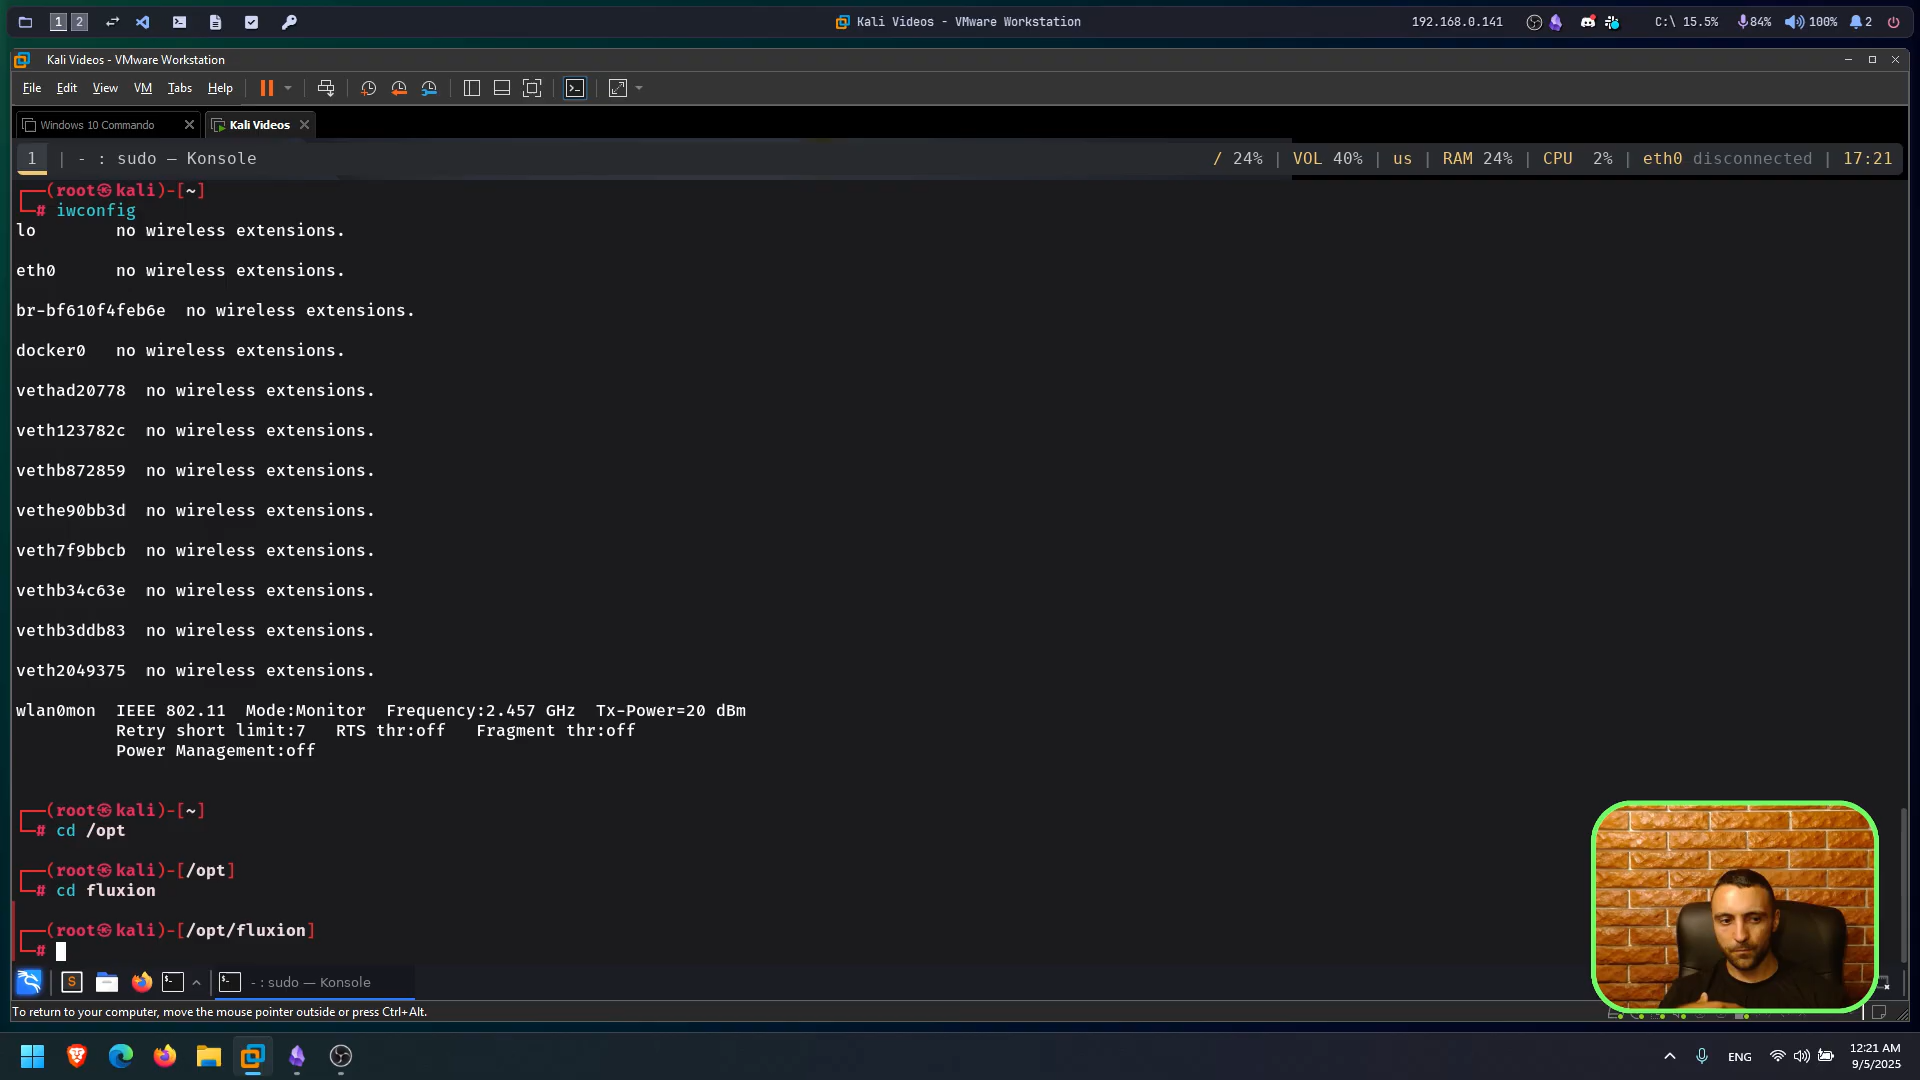 1 2
Kali Videos - VMware Workstation
192.168.0.141
C:\ 15.5%
84%
100%
2
Kali Videos - VMware Workstation
File Edit View VM Tabs Help
Windows 10 Commando
Kali Videos
1 | - : sudo — Konsole
/ 24% | VOL 40% | us | RAM 24% | CPU 2% | eth0 disconnected | 17:21
┌──(root㉿kali)-[~]
└─# iwconfig
lo        no wireless extensions.
eth0      no wireless extensions.
br-bf610f4feb6e  no wireless extensions.
docker0   no wireless extensions.
vethad20778  no wireless extensions.
veth123782c  no wireless extensions.
vethb872859  no wireless extensions.
vethe90bb3d  no wireless extensions.
veth7f9bbcb  no wireless extensions.
vethb34c63e  no wireless extensions.
vethb3ddb83  no wireless extensions.
veth2049375  no wireless extensions.
wlan0mon  IEEE 802.11  Mode:Monitor  Frequency:2.457 GHz  Tx-Power=20 dBm
Retry short limit:7   RTS thr:off   Fragment thr:off
Power Management:off
┌──(root㉿kali)-[~]
└─# cd /opt
┌──(root㉿kali)-[/opt]
└─# cd fluxion
┌──(root㉿kali)-[/opt/fluxion]
└─#
- : sudo — Konsole
To return to your computer, move the mouse pointer outside or press Ctrl+Alt.
ENG
12:21 AM
9/5/2025